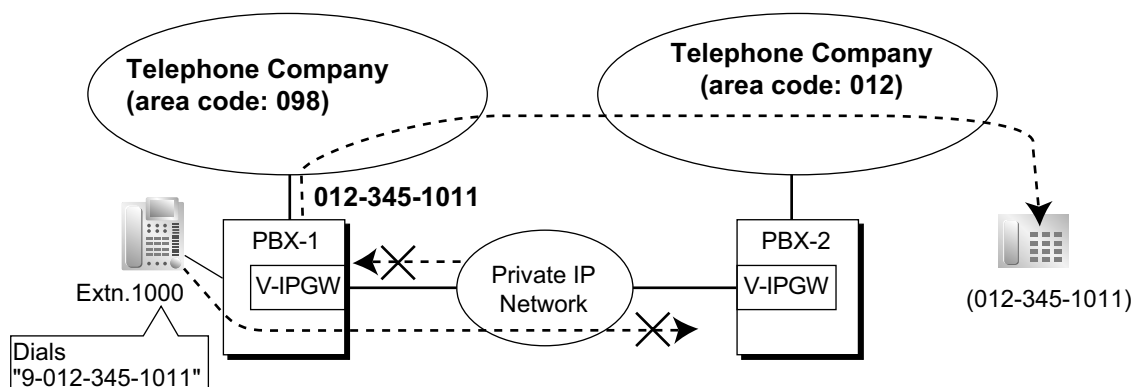 Telephone Company
(area code: 098)
Telephone Company
(area code: 012)
012-345-1011
PBX-1
V-IPGW
Private IP
Network
PBX-2
V-IPGW
Extn.1000
(012-345-1011)
Dials
"9-012-345-1011"